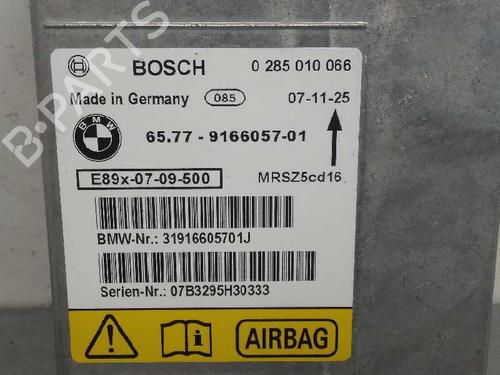 BOSCH 0 285 010 066
Made in Germany 085 07-11-25
BMW 65.77 - 9166057-01
E89x-07-09-500 MRSZ5cd16
BMW-Nr.: 31916605701J
Serien-Nr.: 07B3295H30333
AIRBAG
B-PARTS